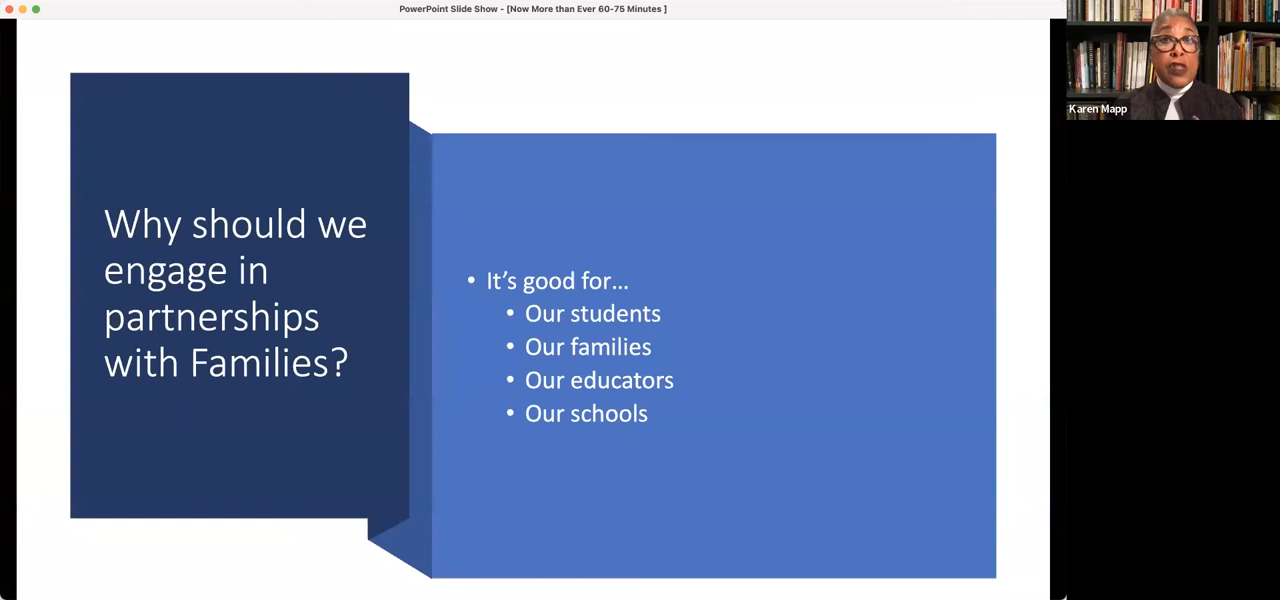 PowerPoint Slide Show - [Now More than Ever 60-75 Minutes ]
Why should we
engage in
partnerships
with Families?
• It’s good for…
• Our students
• Our families
• Our educators
• Our schools
Karen Mapp